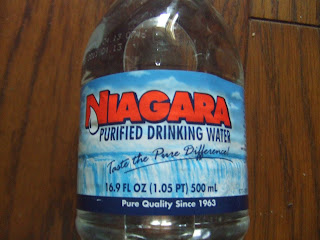 NIAGARA
PURIFIED DRINKING WATER
Taste the Pure Difference!
16.9 FL OZ (1.05 PT) 500 mL
Pure Quality Since 1963